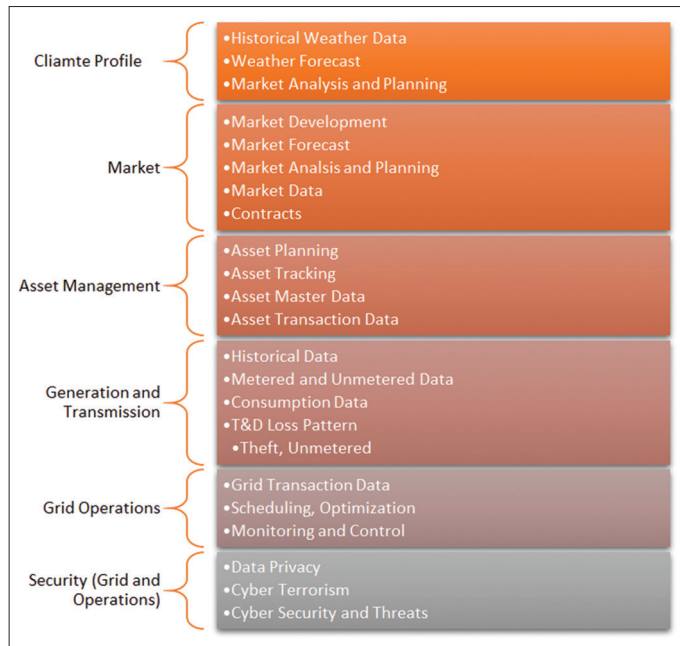 Cliamte Profile
•Historical Weather Data
•Weather Forecast
•Market Analysis and Planning
Market
•Market Development
•Market Forecast
•Market Analsis and Planning
•Market Data
•Contracts
Asset Management
•Asset Planning
•Asset Tracking
•Asset Master Data
•Asset Transaction Data
Generation and
Transmission
•Historical Data
•Metered and Unmetered Data
•Consumption Data
•T&D Loss Pattern
•Theft, Unmetered
Grid Operations
•Grid Transaction Data
•Scheduling, Optimization
•Monitoring and Control
Security (Grid and
Operations)
•Data Privacy
•Cyber Terrorism
•Cyber Security and Threats